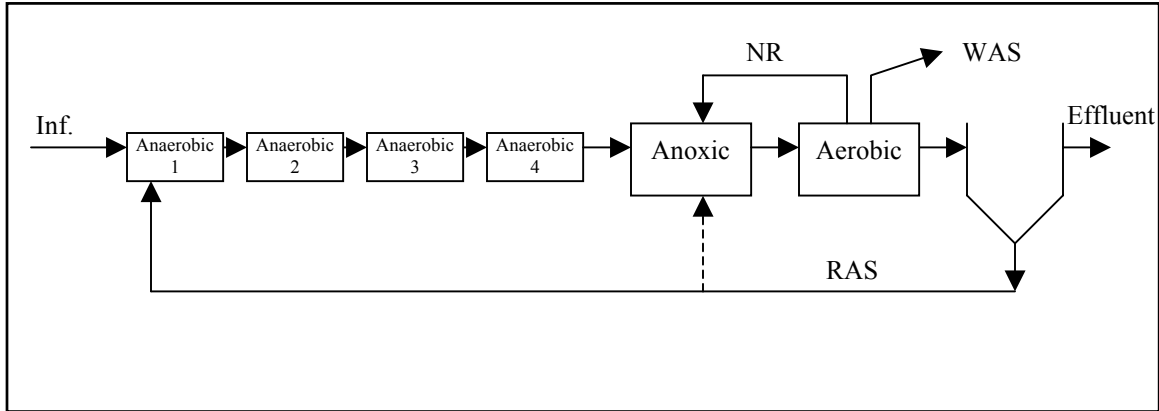 NR
WAS
Inf.
Effluent
Anaerobic
1
Anaerobic
2
Anaerobic
3
Anaerobic
4
Anoxic
Aerobic
RAS